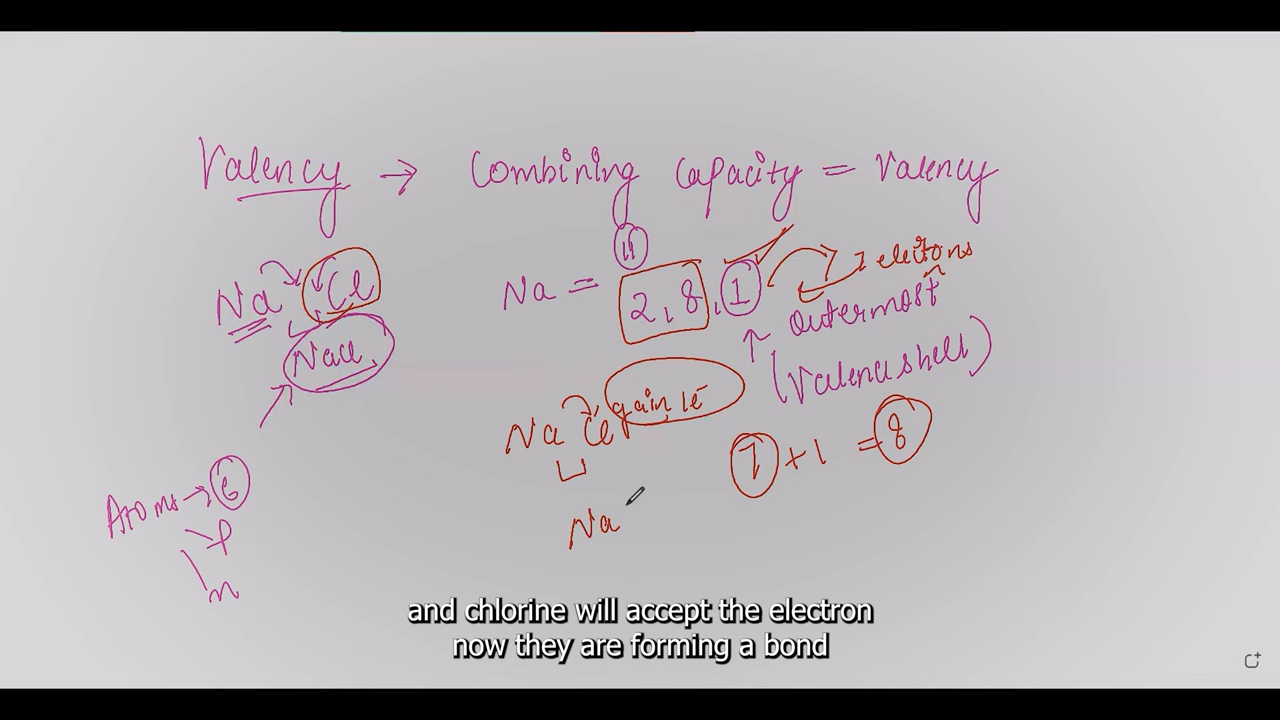 Valency → Combining Capacity = Valency
11
Na Cl
Na = 2, 8, 1
7 electrons
outermost
(Valence shell)
NaCl
Na Cl gain 1e⁻
7 + 1 = 8
Atoms → e
p
n
Na
and chlorine will accept the electron
now they are forming a bond